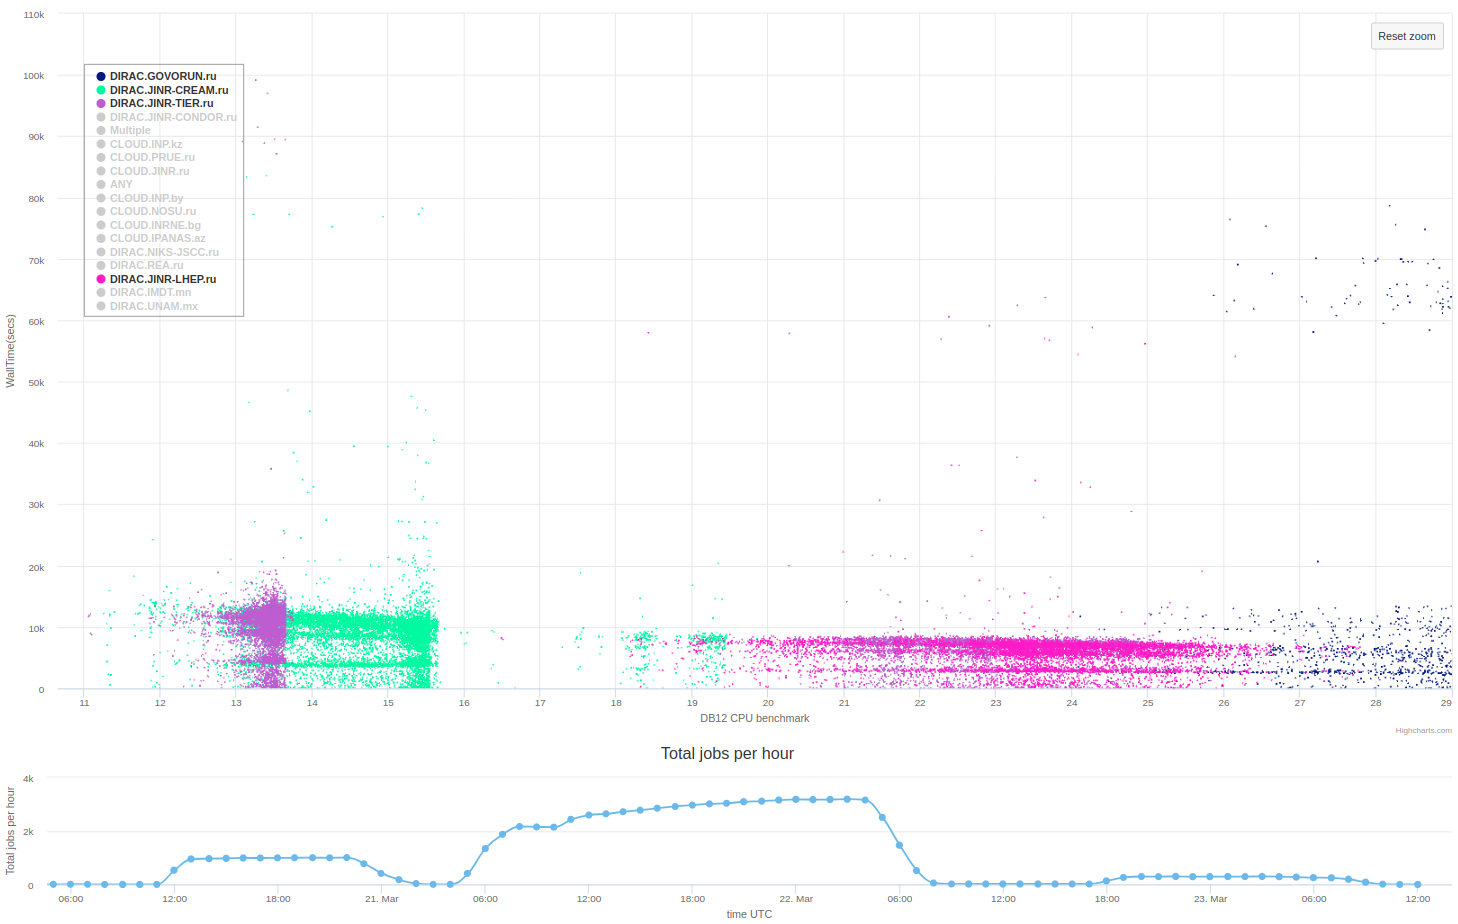 110k
Reset zoom
100k
90k
80k
70k
60k
50k
40k
30k
20k
10k
0
WallTime(secs)
DIRAC.GOVORUN.ru
DIRAC.JINR-CREAM.ru
DIRAC.JINR-TIER.ru
DIRAC.JINR-CONDOR.ru
Multiple
CLOUD.INP.kz
CLOUD.PRUE.ru
CLOUD.JINR.ru
ANY
CLOUD.INP.by
CLOUD.NOSU.ru
CLOUD.INRNE.bg
CLOUD.IPANAS.az
DIRAC.NIKS-JSCC.ru
DIRAC.REA.ru
DIRAC.JINR-LHEP.ru
DIRAC.IMDT.mn
DIRAC.UNAM.mx
11 12 13 14 15 16 17 18 19 20 21 22 23 24 25 26 27 28 29
DB12 CPU benchmark
Highcharts.com
Total jobs per hour
4k
2k
0
Total jobs per hour
06:00 12:00 18:00 21. Mar 06:00 12:00 18:00 22. Mar 06:00 12:00 18:00 23. Mar 06:00 12:00
time UTC